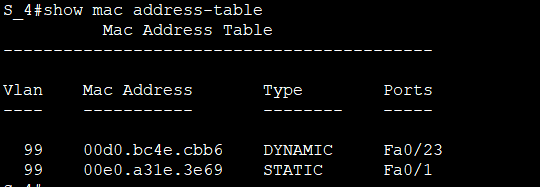 S_4#show mac address-table
Mac Address Table
-------------------------------------------
Vlan Mac Address Type Ports
---- ----------- -------- -----
99 00d0.bc4e.cbb6 DYNAMIC Fa0/23
99 00e0.a31e.3e69 STATIC Fa0/1
S_4#